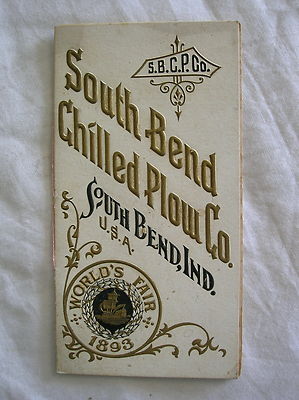 S.B.C.P.Co.
South Bend
Chilled Plow Co.
SOUTH BEND, IND.
U.S.A.
WORLD'S FAIR
1893